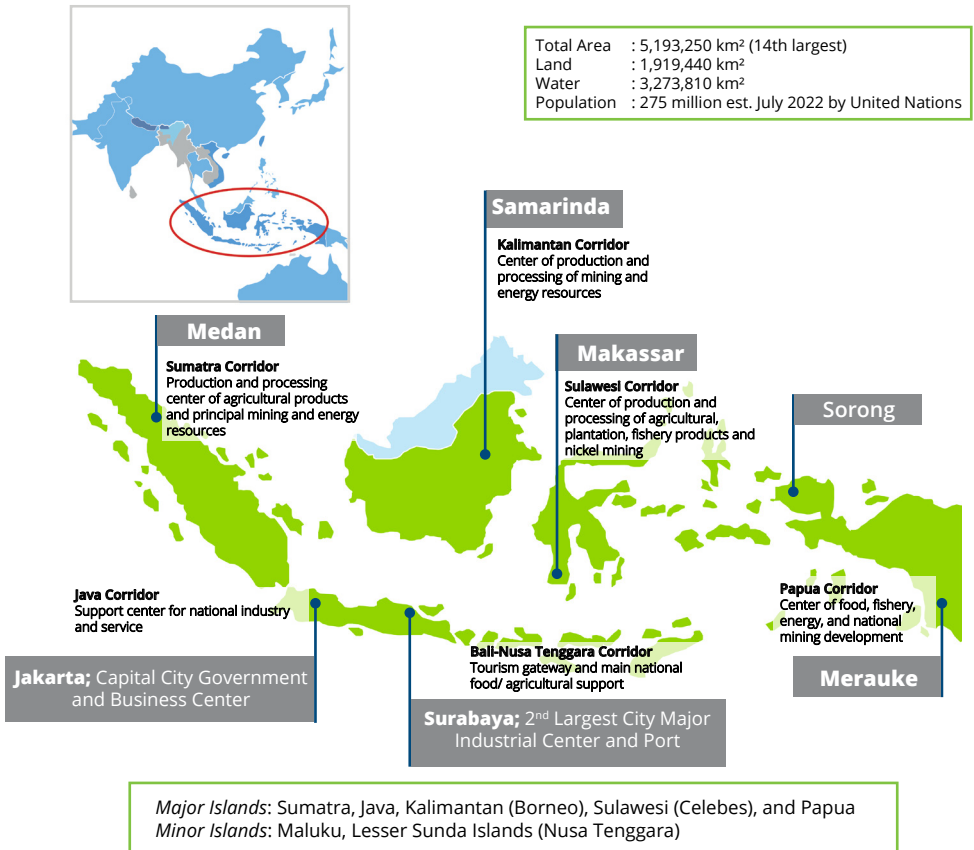 Total Area : 5,193,250 km² (14th largest)
Land : 1,919,440 km²
Water : 3,273,810 km²
Population : 275 million est. July 2022 by United Nations
Samarinda
Kalimantan Corridor
Center of production and
processing of mining and
energy resources
Medan
Sumatra Corridor
Production and processing
center of agricultural products
and principal mining and energy
resources
Makassar
Sulawesi Corridor
Center of production and
processing of agricultural,
plantation, fishery products and
nickel mining
Sorong
Java Corridor
Support center for national industry
and service
Papua Corridor
Center of food, fishery,
energy, and national
mining development
Bali-Nusa Tenggara Corridor
Tourism gateway and main national
food/ agricultural support
Jakarta; Capital City Government
and Business Center
Merauke
Surabaya; 2nd Largest City Major
Industrial Center and Port
Major Islands: Sumatra, Java, Kalimantan (Borneo), Sulawesi (Celebes), and Papua
Minor Islands: Maluku, Lesser Sunda Islands (Nusa Tenggara)